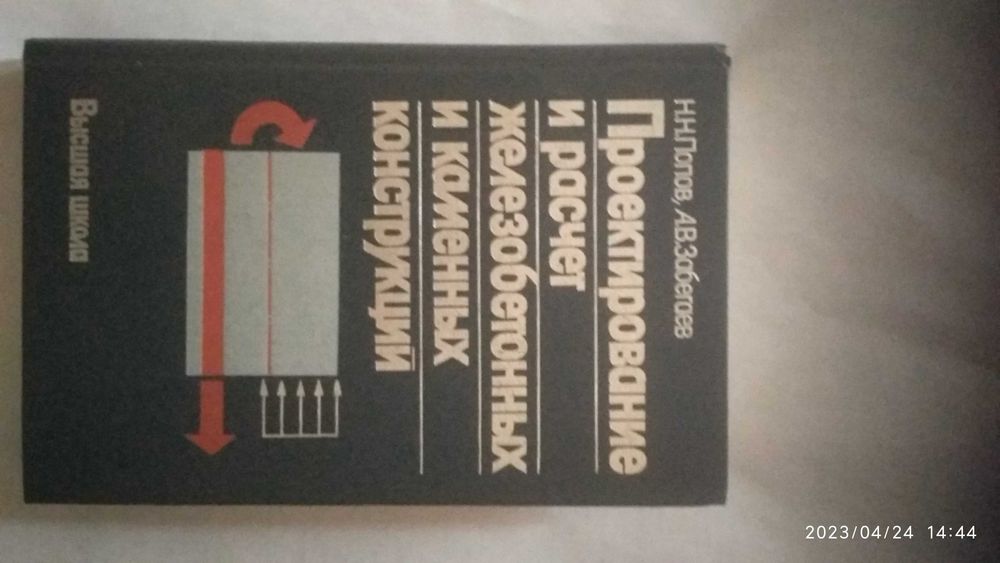 Н.Н.Попов, А.В.Забегаев
Проектирование
и расчет
железобетонных
и каменных
конструкций
Высшая школа
2023/04/24 14:44